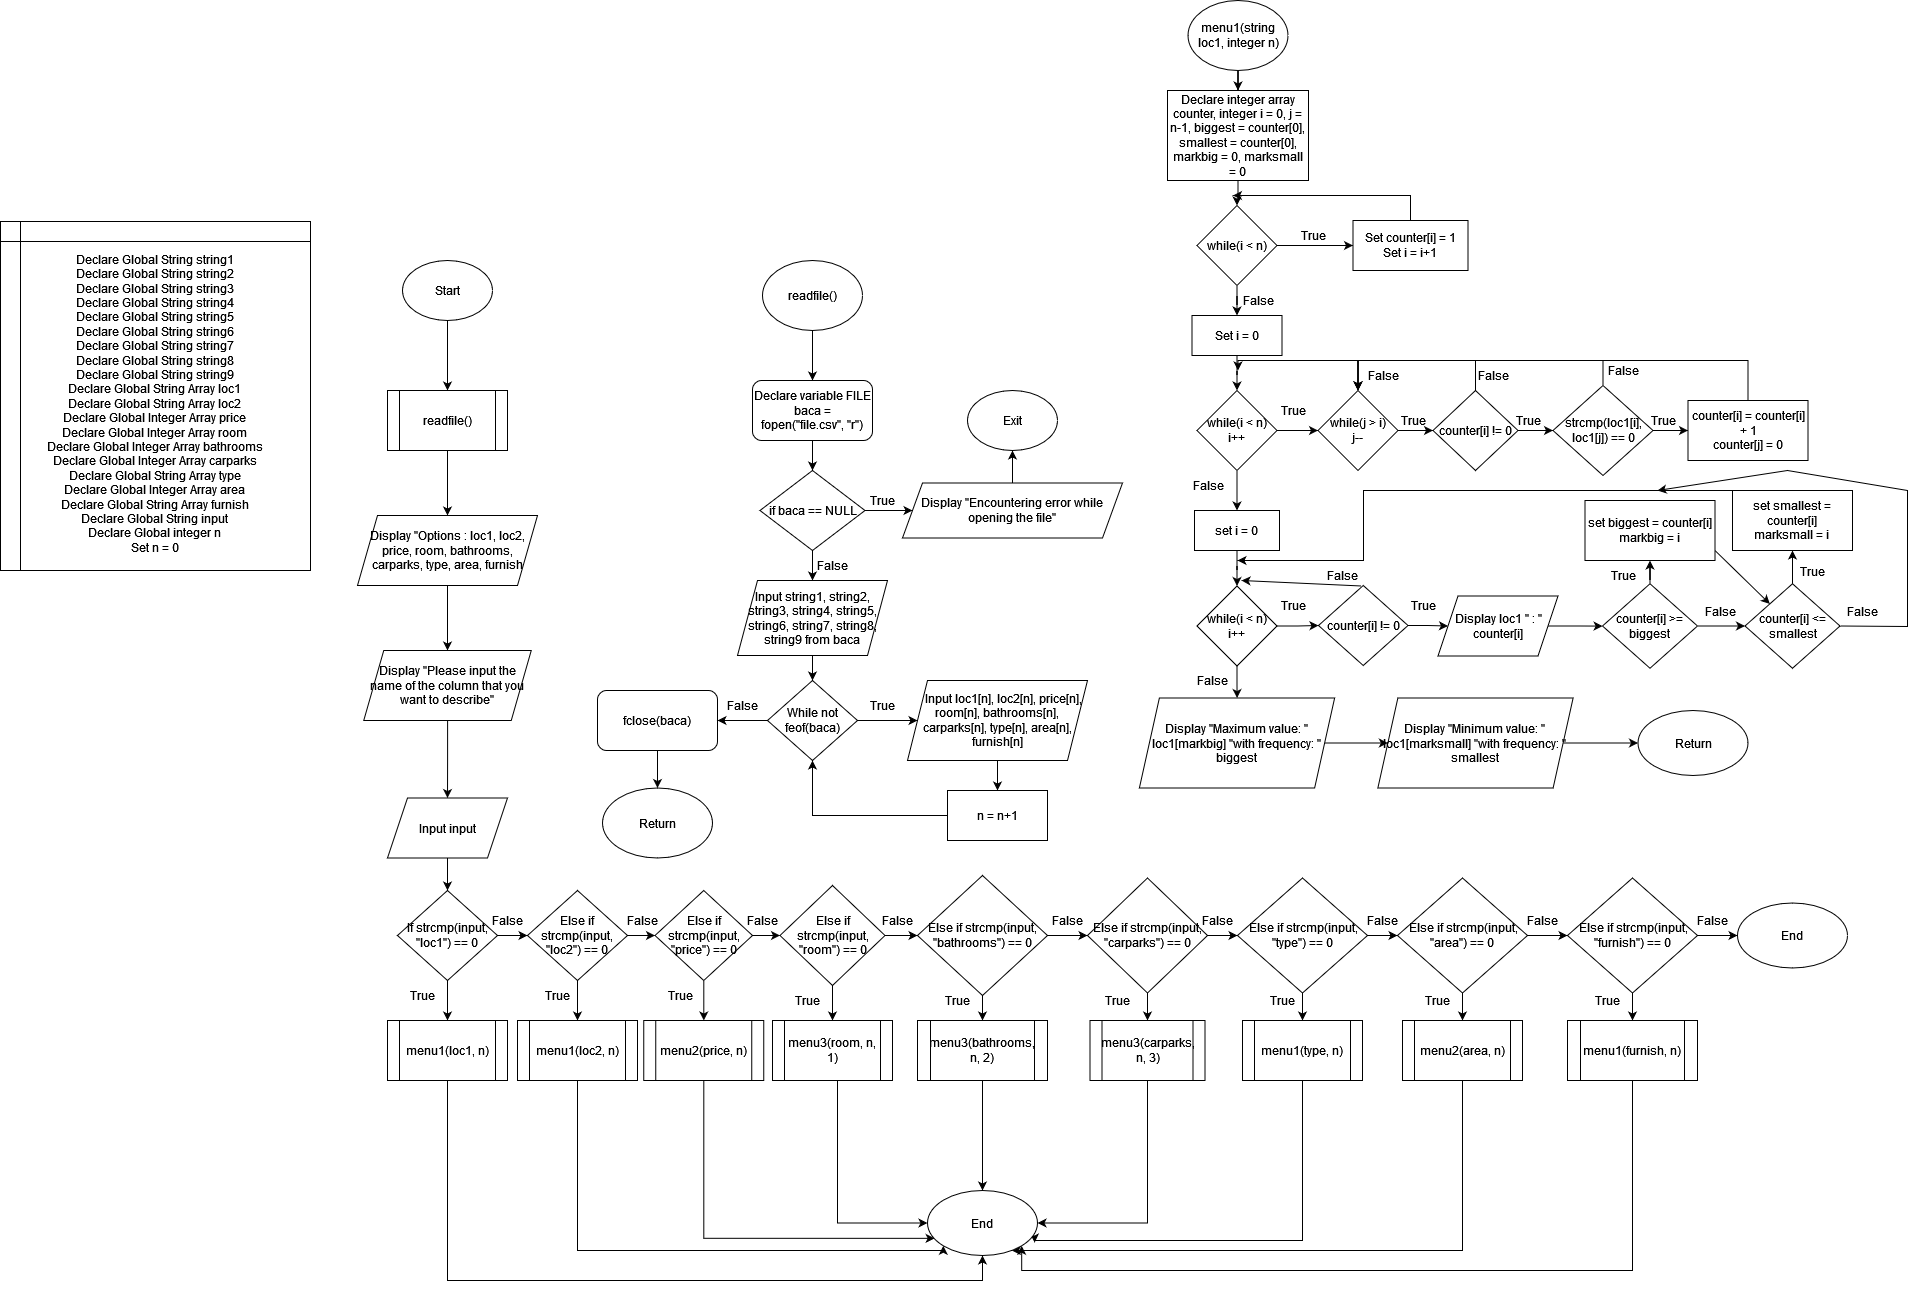 Declare Global String string1
Declare Global String string2
Declare Global String string3
Declare Global String string4
Declare Global String string5
Declare Global String string6
Declare Global String string7
Declare Global String string8
Declare Global String string9
Declare Global String Array loc1
Declare Global String Array loc2
Declare Global Integer Array price
Declare Global Integer Array room
Declare Global Integer Array bathrooms
Declare Global Integer Array carparks
Declare Global String Array type
Declare Global Integer Array area
Declare Global String Array furnish
Declare Global String input
Declare Global integer n
Set n = 0
Start
readfile()
Display "Options : loc1, loc2,
price, room, bathrooms,
carparks, type, area, furnish
Display "Please input the
name of the column that you
want to describe"
Input input
readfile()
Declare variable FILE
baca =
fopen("file.csv", "r")
if baca == NULL
True
Display "Encountering error while
opening the file"
Exit
False
Input string1, string2,
string3, string4, string5,
string6, string7, string8,
string9 from baca
While not
feof(baca)
False
fclose(baca)
Return
True
Input loc1[n], loc2[n], price[n],
room[n], bathrooms[n],
carparks[n], type[n], area[n],
furnish[n]
n = n+1
menu1(string
loc1, integer n)
Declare integer array
counter, integer i = 0, j =
n-1, biggest = counter[0],
smallest = counter[0],
markbig = 0, marksmall
= 0
while(i < n)
True
Set counter[i] = 1
Set i = i+1
False
Set i = 0
while(i < n)
i++
True
while(j > i)
j--
False
True
counter[i] != 0
False
True
strcmp(loc1[i],
loc1[j]) == 0
False
True
counter[i] = counter[i]
+ 1
counter[j] = 0
False
set i = 0
while(i < n)
i++
True
counter[i] != 0
False
True
Display loc1 " : "
counter[i]
counter[i] >=
biggest
True
set biggest = counter[i]
markbig = i
False
counter[i] <=
smallest
True
set smallest =
counter[i]
marksmall = i
False
False
Display "Maximum value: "
loc1[markbig] "with frequency: "
biggest
Display "Minimum value: "
loc1[marksmall] "with frequency: "
smallest
Return
If strcmp(input,
"loc1") == 0
False
Else if
strcmp(input,
"loc2") == 0
False
Else if
strcmp(input,
"price") == 0
False
Else if
strcmp(input,
"room") == 0
False
Else if strcmp(input,
"bathrooms") == 0
False
Else if strcmp(input,
"carparks") == 0
False
Else if strcmp(input,
"type") == 0
False
Else if strcmp(input,
"area") == 0
False
Else if strcmp(input,
"furnish") == 0
False
End
True
True
True
True
True
True
True
True
True
menu1(loc1, n)
menu1(loc2, n)
menu2(price, n)
menu3(room, n,
1)
menu3(bathrooms,
n, 2)
menu3(carparks,
n, 3)
menu1(type, n)
menu2(area, n)
menu1(furnish, n)
End